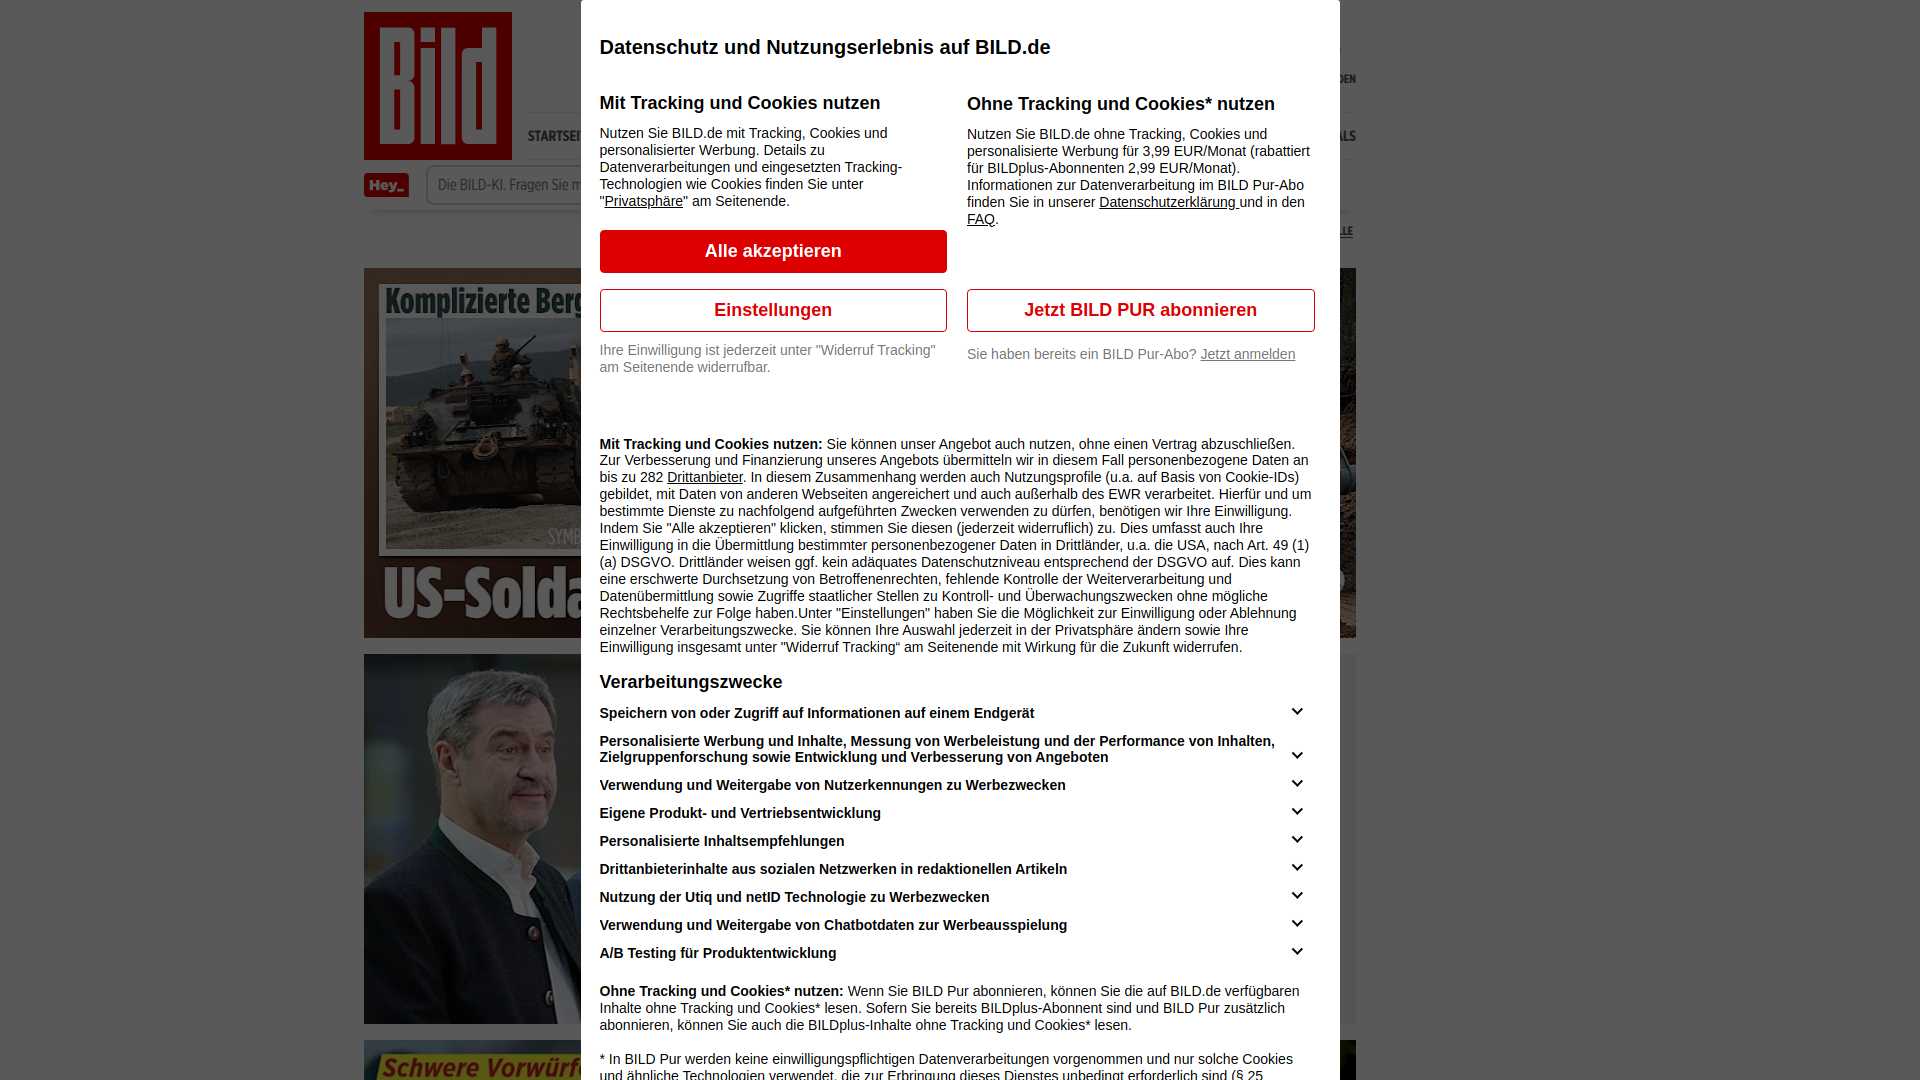 Bild
Datenschutz und Nutzungserlebnis auf BILD.de
Mit Tracking und Cookies nutzen
Nutzen Sie BILD.de mit Tracking, Cookies und
personalisierter Werbung. Details zu
Datenverarbeitungen und eingesetzten Tracking-
Technologien wie Cookies finden Sie unter
"Privatsphäre" am Seitenende.
Alle akzeptieren
Einstellungen
Ihre Einwilligung ist jederzeit unter "Widerruf Tracking"
am Seitenende widerrufbar.
Ohne Tracking und Cookies* nutzen
Nutzen Sie BILD.de ohne Tracking, Cookies und
personalisierte Werbung für 3,99 EUR/Monat (rabattiert
für BILDplus-Abonnenten 2,99 EUR/Monat).
Informationen zur Datenverarbeitung im BILD Pur-Abo
finden Sie in unserer Datenschutzerklärung und in den
FAQ.
Jetzt BILD PUR abonnieren
Sie haben bereits ein BILD Pur-Abo? Jetzt anmelden
Mit Tracking und Cookies nutzen: Sie können unser Angebot auch nutzen, ohne einen Vertrag abzuschließen.
Zur Verbesserung und Finanzierung unseres Angebots übermitteln wir in diesem Fall personenbezogene Daten an
bis zu 282 Drittanbieter. In diesem Zusammenhang werden auch Nutzungsprofile (u.a. auf Basis von Cookie-IDs)
gebildet, mit Daten von anderen Webseiten angereichert und auch außerhalb des EWR verarbeitet. Hierfür und um
bestimmte Dienste zu nachfolgend aufgeführten Zwecken verwenden zu dürfen, benötigen wir Ihre Einwilligung.
Indem Sie "Alle akzeptieren" klicken, stimmen Sie diesen (jederzeit widerruflich) zu. Dies umfasst auch Ihre
Einwilligung in die Übermittlung bestimmter personenbezogener Daten in Drittländer, u.a. die USA, nach Art. 49 (1)
(a) DSGVO. Drittländer weisen ggf. kein adäquates Datenschutzniveau entsprechend der DSGVO auf. Dies kann
eine erschwerte Durchsetzung von Betroffenenrechten, fehlende Kontrolle der Weiterverarbeitung und
Datenübermittlung sowie Zugriffe staatlicher Stellen zu Kontroll- und Überwachungszwecken ohne mögliche
Rechtsbehelfe zur Folge haben.Unter "Einstellungen" haben Sie die Möglichkeit zur Einwilligung oder Ablehnung
einzelner Verarbeitungszwecke. Sie können Ihre Auswahl jederzeit in der Privatsphäre ändern sowie Ihre
Einwilligung insgesamt unter "Widerruf Tracking“ am Seitenende mit Wirkung für die Zukunft widerrufen.
Verarbeitungszwecke
Speichern von oder Zugriff auf Informationen auf einem Endgerät
Personalisierte Werbung und Inhalte, Messung von Werbeleistung und der Performance von Inhalten,
Zielgruppenforschung sowie Entwicklung und Verbesserung von Angeboten
Verwendung und Weitergabe von Nutzerkennungen zu Werbezwecken
Eigene Produkt- und Vertriebsentwicklung
Personalisierte Inhaltsempfehlungen
Drittanbieterinhalte aus sozialen Netzwerken in redaktionellen Artikeln
Nutzung der Utiq und netID Technologie zu Werbezwecken
Verwendung und Weitergabe von Chatbotdaten zur Werbeausspielung
A/B Testing für Produktentwicklung
Ohne Tracking und Cookies* nutzen: Wenn Sie BILD Pur abonnieren, können Sie die auf BILD.de verfügbaren
Inhalte ohne Tracking und Cookies* lesen. Sofern Sie bereits BILDplus-Abonnent sind und BILD Pur zusätzlich
abonnieren, können Sie auch die BILDplus-Inhalte ohne Tracking und Cookies* lesen.
* In BILD Pur werden keine einwilligungspflichtigen Datenverarbeitungen vorgenommen und nur solche Cookies
und ähnliche Technologien verwendet, die zur Erbringung dieses Dienstes unbedingt erforderlich sind (§ 25
STARTSEI
ALS
Hey_
Die BILD-KI. Fragen Sie m
Komplizierte Berg
SYMB
US-Solda
Schwere Vorwürfe